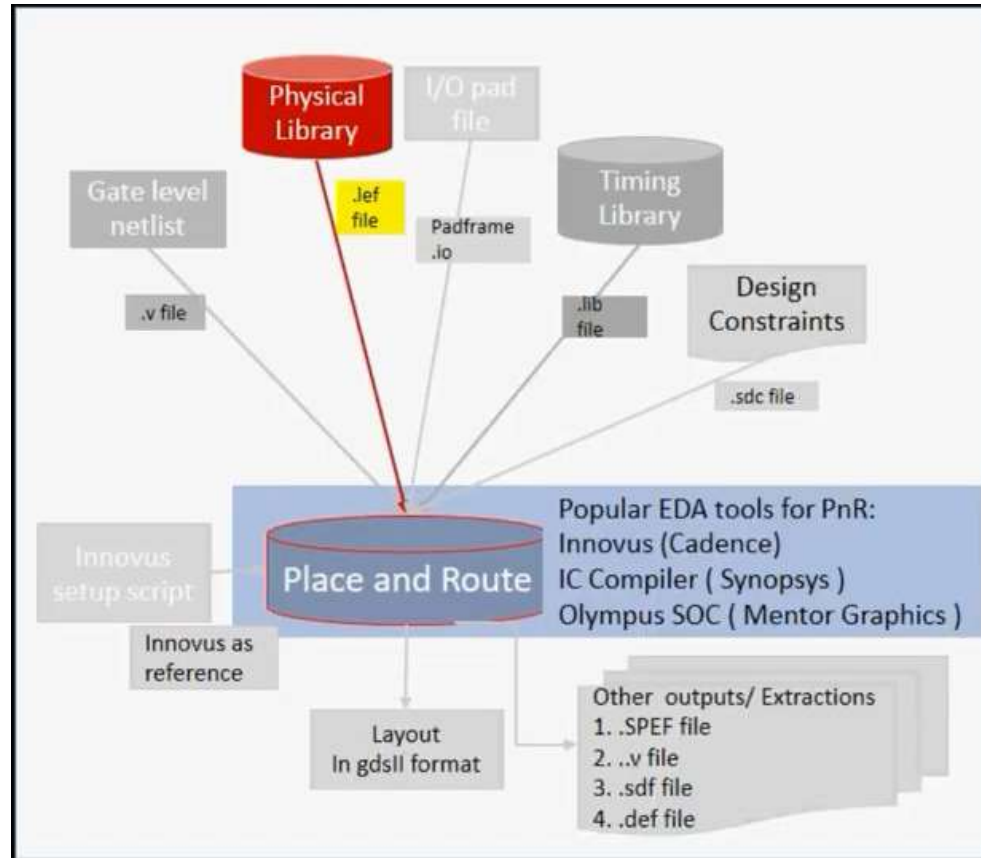 Physical
Library
I/O pad
file
.lef
file
Gate level
netlist
Timing
Library
Padframe
.io
.v file
.lib
file
Design
Constraints
.sdc file
Popular EDA tools for PnR:
Innovus (Cadence)
IC Compiler ( Synopsys )
Olympus SOC ( Mentor Graphics )
Place and Route
Innovus
setup script
Innovus as
reference
Layout
In gdsII format
Other outputs/ Extractions
1. .SPEF file
2. ..v file
3. .sdf file
4. .def file